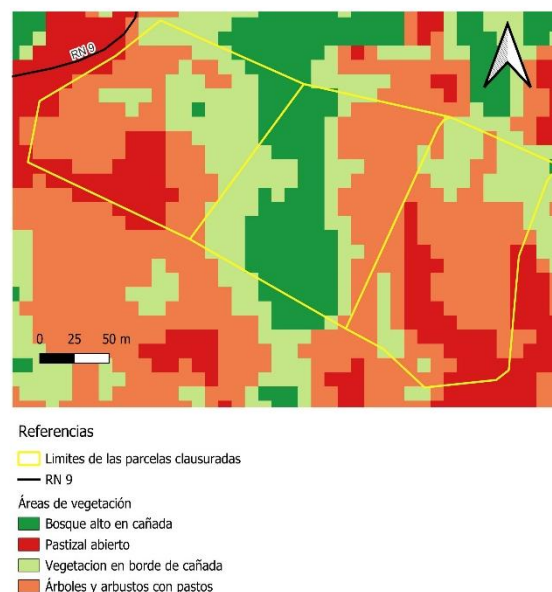 RN 9
0 25 50 m
Referencias
Limites de las parcelas clausuradas
RN 9
Áreas de vegetación
Bosque alto en cañada
Pastizal abierto
Vegetacion en borde de cañada
Árboles y arbustos con pastos